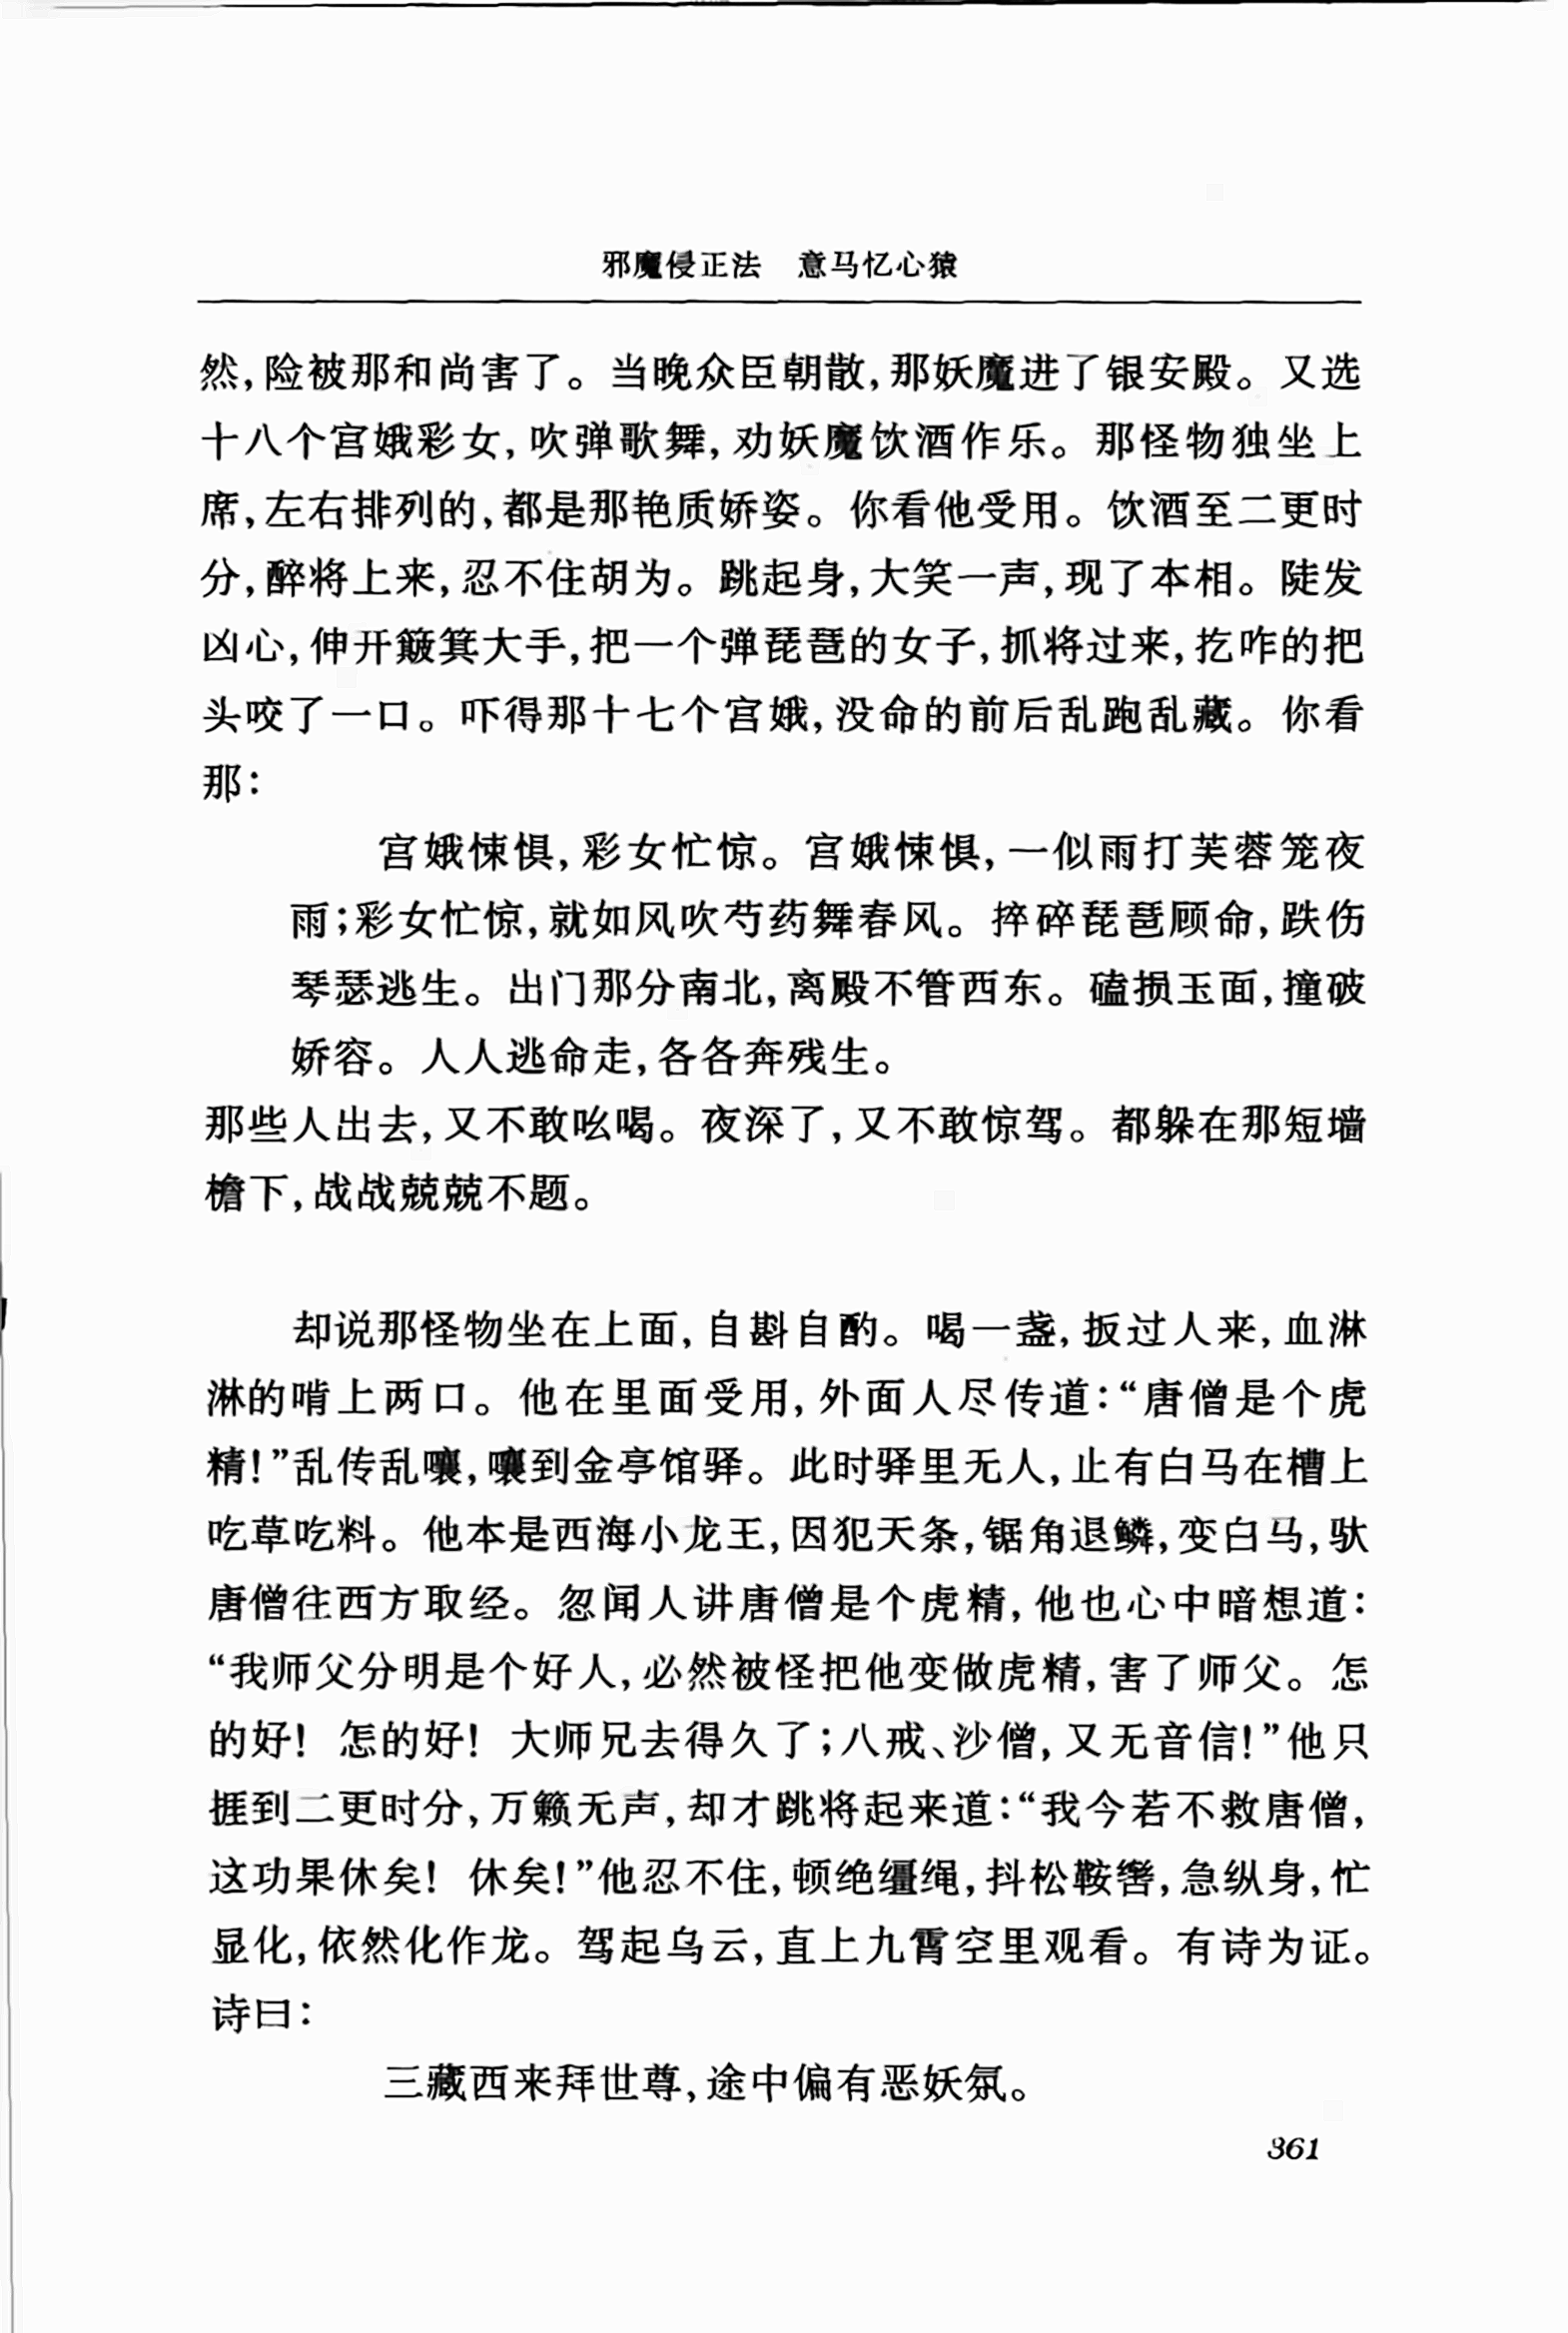 邪魔侵正法　意马忆心猿
然,险被那和尚害了。当晚众臣朝散,那妖魔进了银安殿。又选
十八个宫娥彩女,吹弹歌舞,劝妖魔饮酒作乐。那怪物独坐上
席,左右排列的,都是那艳质娇姿。你看他受用。饮酒至二更时
分,醉将上来,忍不住胡为。跳起身,大笑一声,现了本相。陡发
凶心,伸开簸箕大手,把一个弹琵琶的女子,抓将过来,扢咋的把
头咬了一口。吓得那十七个宫娥,没命的前后乱跑乱藏。你看
那:
宫娥悚惧,彩女忙惊。宫娥悚惧,一似雨打芙蓉笼夜
雨;彩女忙惊,就如风吹芍药舞春风。捽碎琵琶顾命,跌伤
琴瑟逃生。出门那分南北,离殿不管西东。磕损玉面,撞破
娇容。人人逃命走,各各奔残生。
那些人出去,又不敢吆喝。夜深了,又不敢惊驾。都躲在那短墙
檐下,战战兢兢不题。
却说那怪物坐在上面,自斟自酌。喝一盏,扳过人来,血淋
淋的啃上两口。他在里面受用,外面人尽传道:“唐僧是个虎
精!”乱传乱嚷,嚷到金亭馆驿。此时驿里无人,止有白马在槽上
吃草吃料。他本是西海小龙王,因犯天条,锯角退鳞,变白马,驮
唐僧往西方取经。忽闻人讲唐僧是个虎精,他也心中暗想道:
“我师父分明是个好人,必然被怪把他变做虎精,害了师父。怎
的好! 怎的好! 大师兄去得久了;八戒、沙僧,又无音信!”他只
捱到二更时分,万籁无声,却才跳将起来道:“我今若不救唐僧,
这功果休矣! 休矣!”他忍不住,顿绝缰绳,抖松鞍辔,急纵身,忙
显化,依然化作龙。驾起乌云,直上九霄空里观看。有诗为证。
诗曰:
三藏西来拜世尊,途中偏有恶妖氛。
361